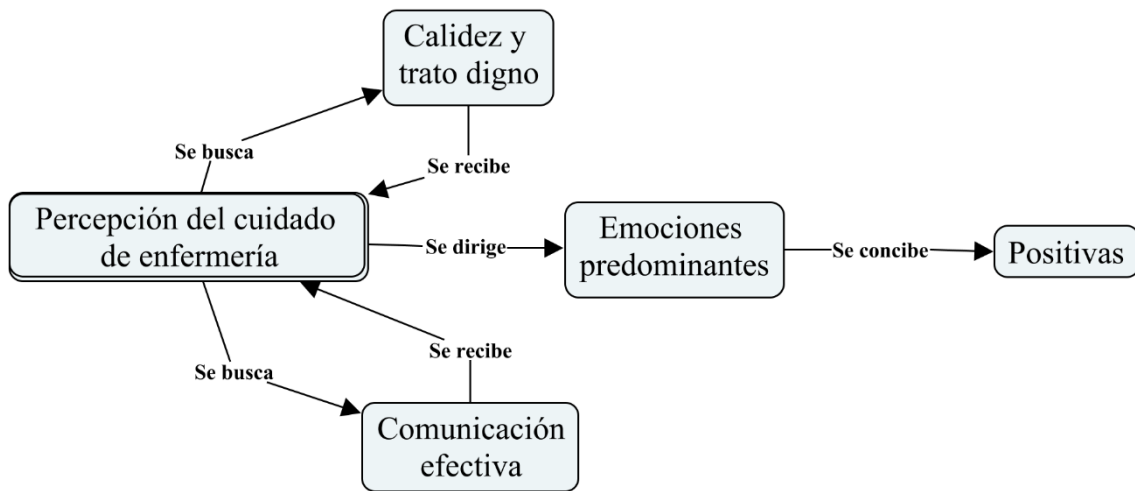 Calidez y
trato digno
Se busca
Se recibe
Percepción del cuidado
de enfermería
Se dirige
Emociones
predominantes
Se concibe
Positivas
Se recibe
Se busca
Comunicación
efectiva